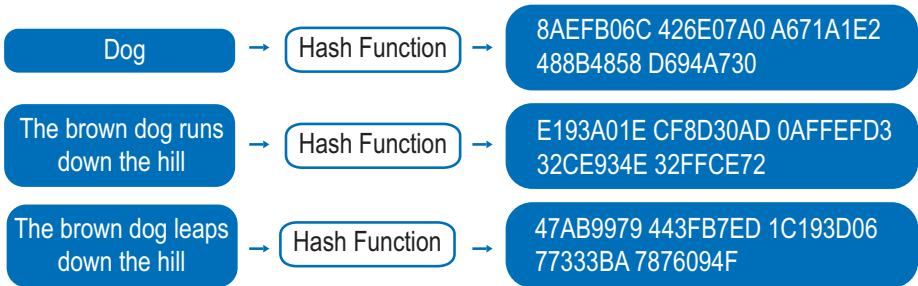 Dog
Hash Function
8AEFB06C 426E07A0 A671A1E2
488B4858 D694A730
The brown dog runs
down the hill
Hash Function
E193A01E CF8D30AD 0AFFEFD3
32CE934E 32FFCE72
The brown dog leaps
down the hill
Hash Function
47AB9979 443FB7ED 1C193D06
77333BA 7876094F